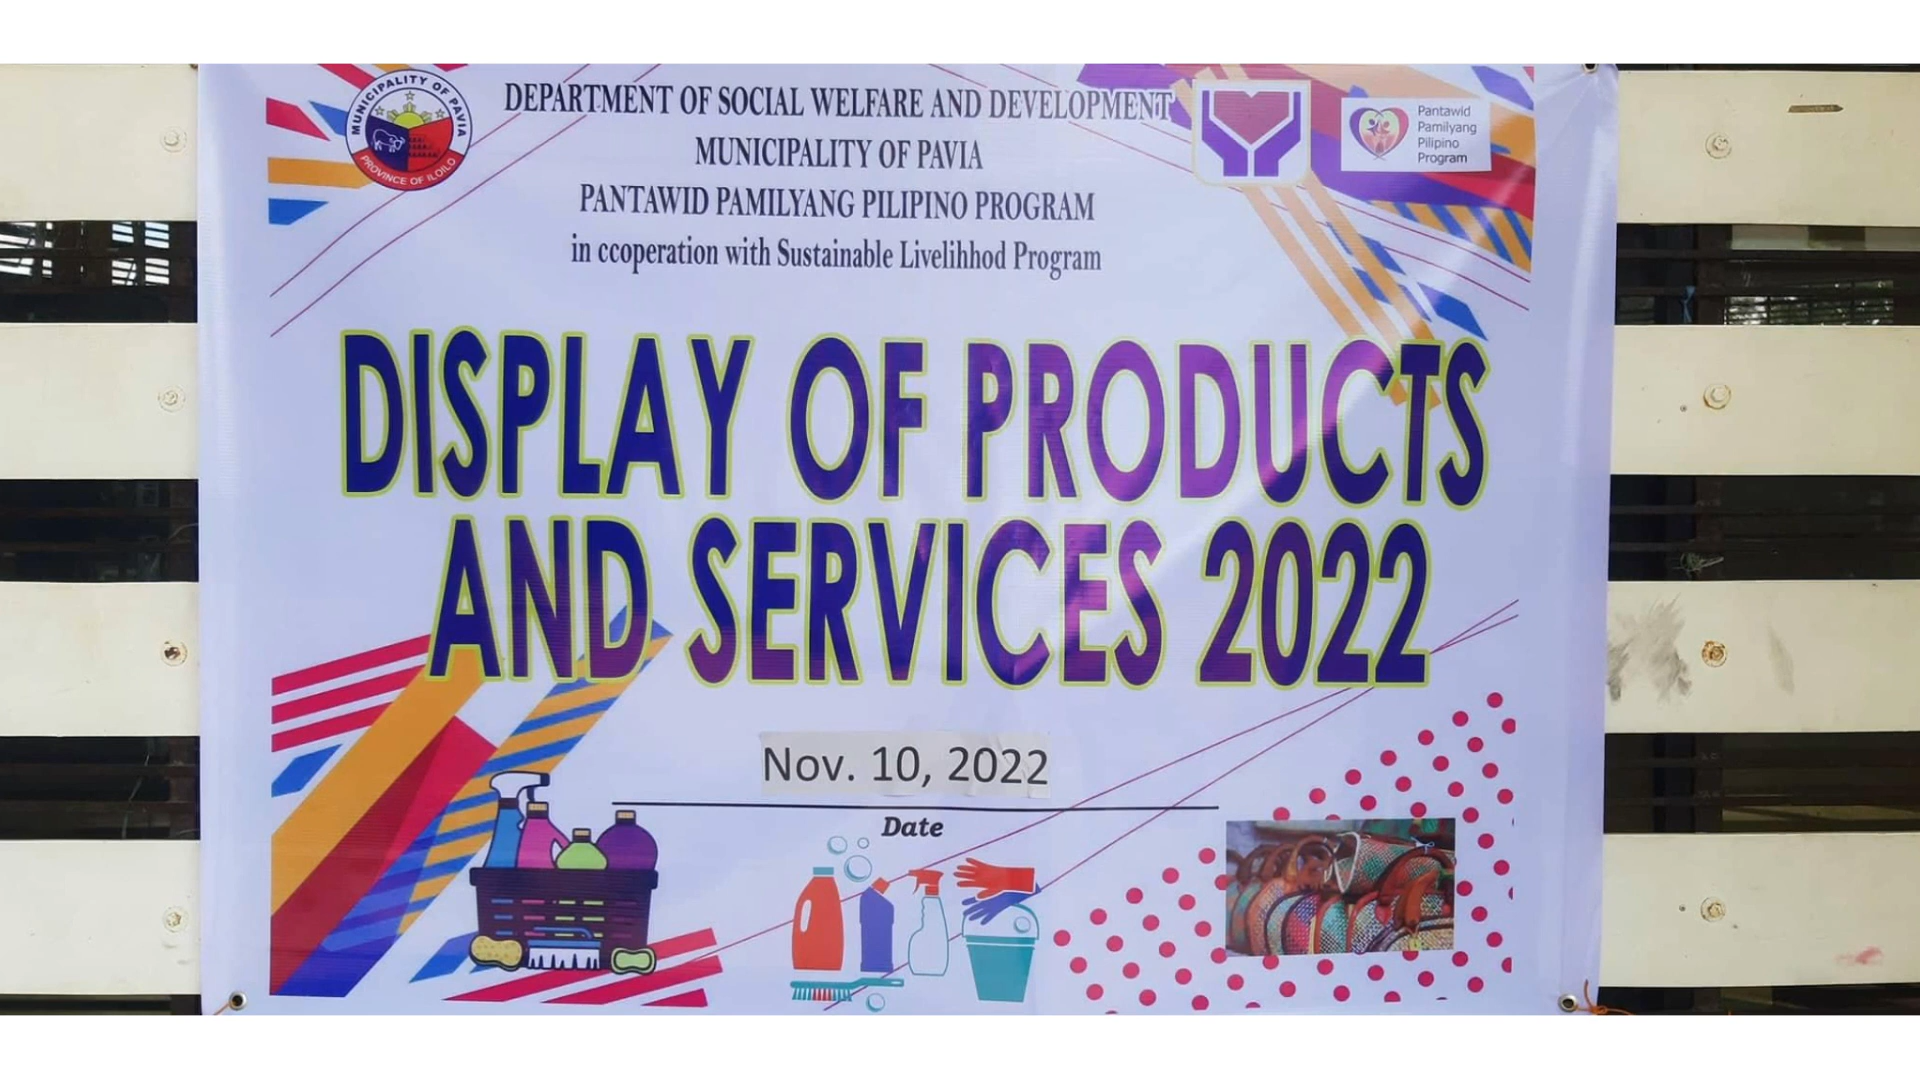 MUNICIPALITY OF PAVIA
PROVINCE OF ILOILO
DEPARTMENT OF SOCIAL WELFARE AND DEVELOPMENT
MUNICIPALITY OF PAVIA
PANTAWID PAMILYANG PILIPINO PROGRAM
in ccoperation with Sustainable Livelihhod Program
Pantawid
Pamilyang
Pilipino
Program
DISPLAY OF PRODUCTS
AND SERVICES 2022
Nov. 10, 2022
Date